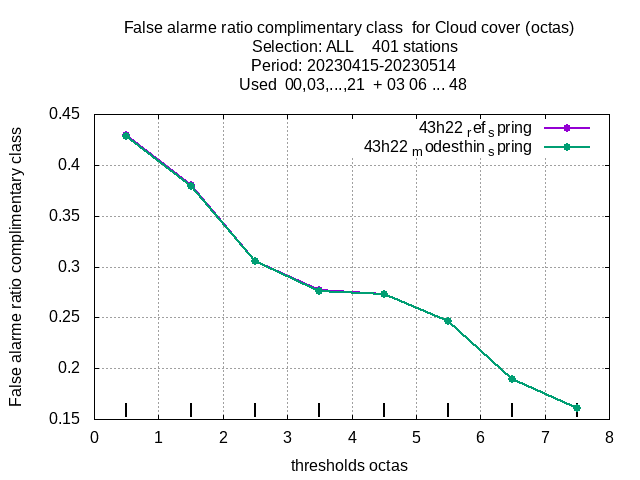 False alarme ratio complimentary class  for Cloud cover (octas)
Selection: ALL    401 stations
Period: 20230415-20230514
Used  00,03,...,21  + 03 06 ... 48
43h22 ref spring
43h22 modesthin spring
False alarme ratio complimentary class
0.45
0.4
0.35
0.3
0.25
0.2
0.15
0 1 2 3 4 5 6 7 8
thresholds octas